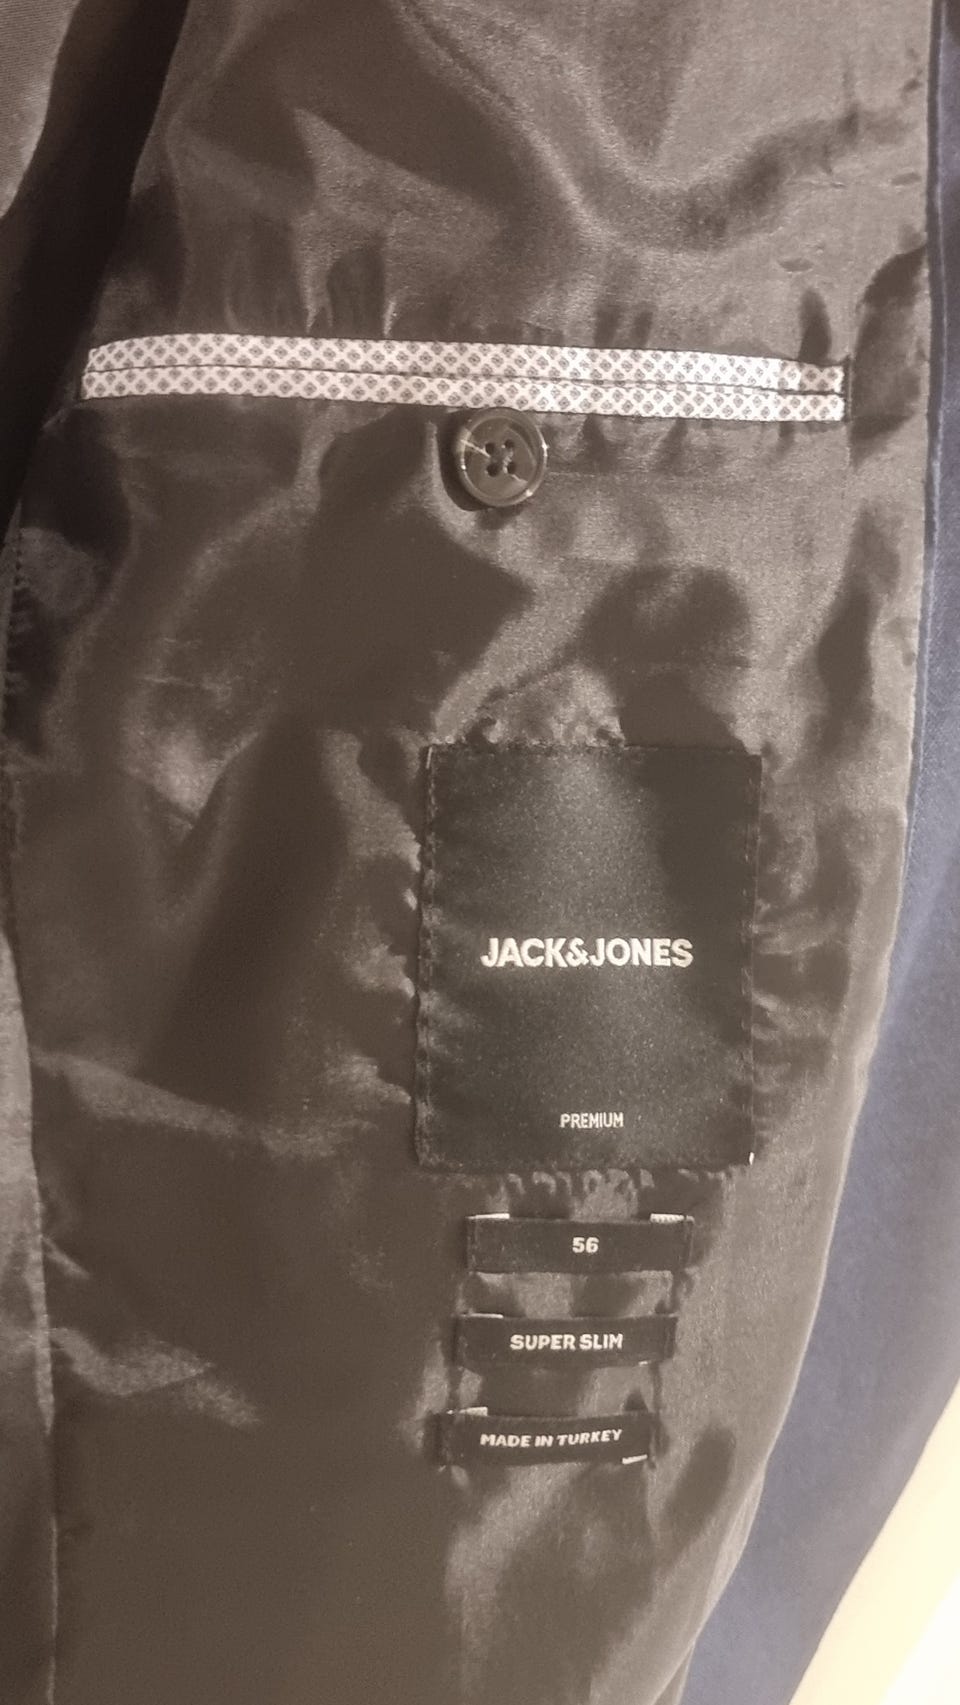 JACK&JONES
PREMIUM
56
SUPER SLIM
MADE IN TURKEY